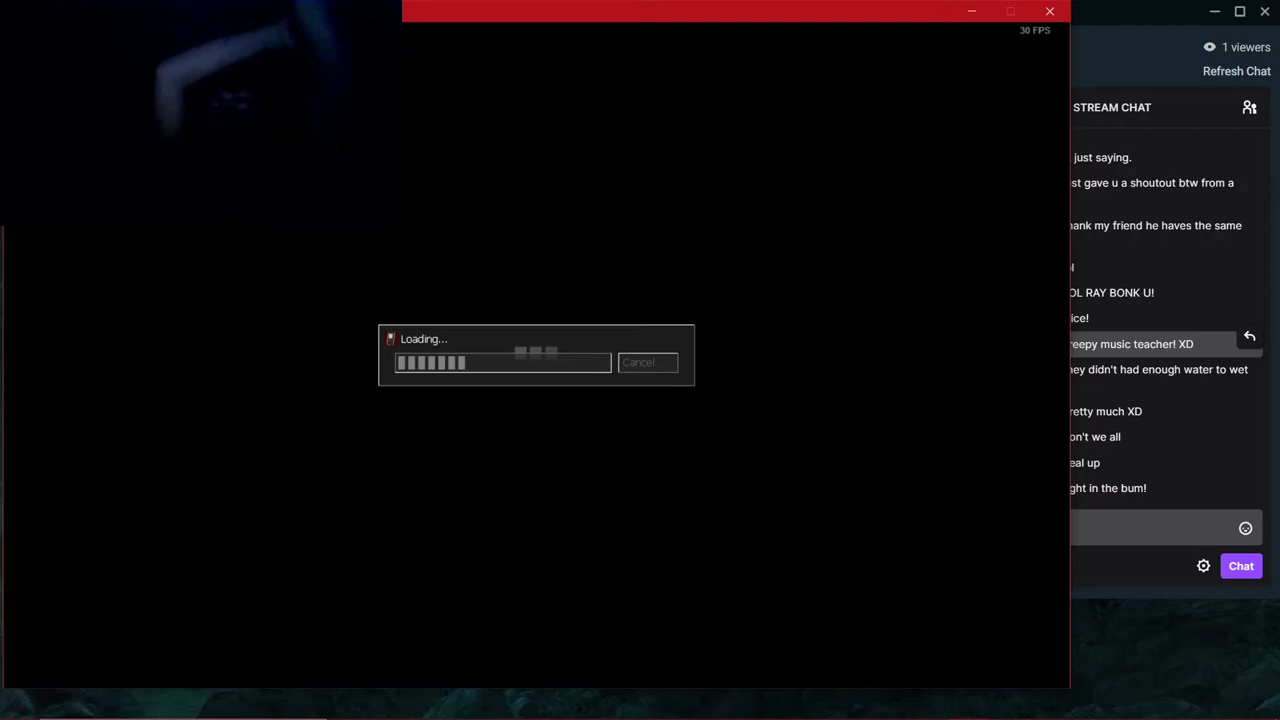 30 FPS
1 viewers
Refresh Chat
STREAM CHAT
just saying.
st gave u a shoutout btw from a
hank my friend he haves the same
ol
OL RAY BONK U!
ice!
reepy music teacher! XD
hey didn't had enough water to wet
retty much XD
on't we all
eal up
ght in the bum!
Chat
Loading...
Cancel